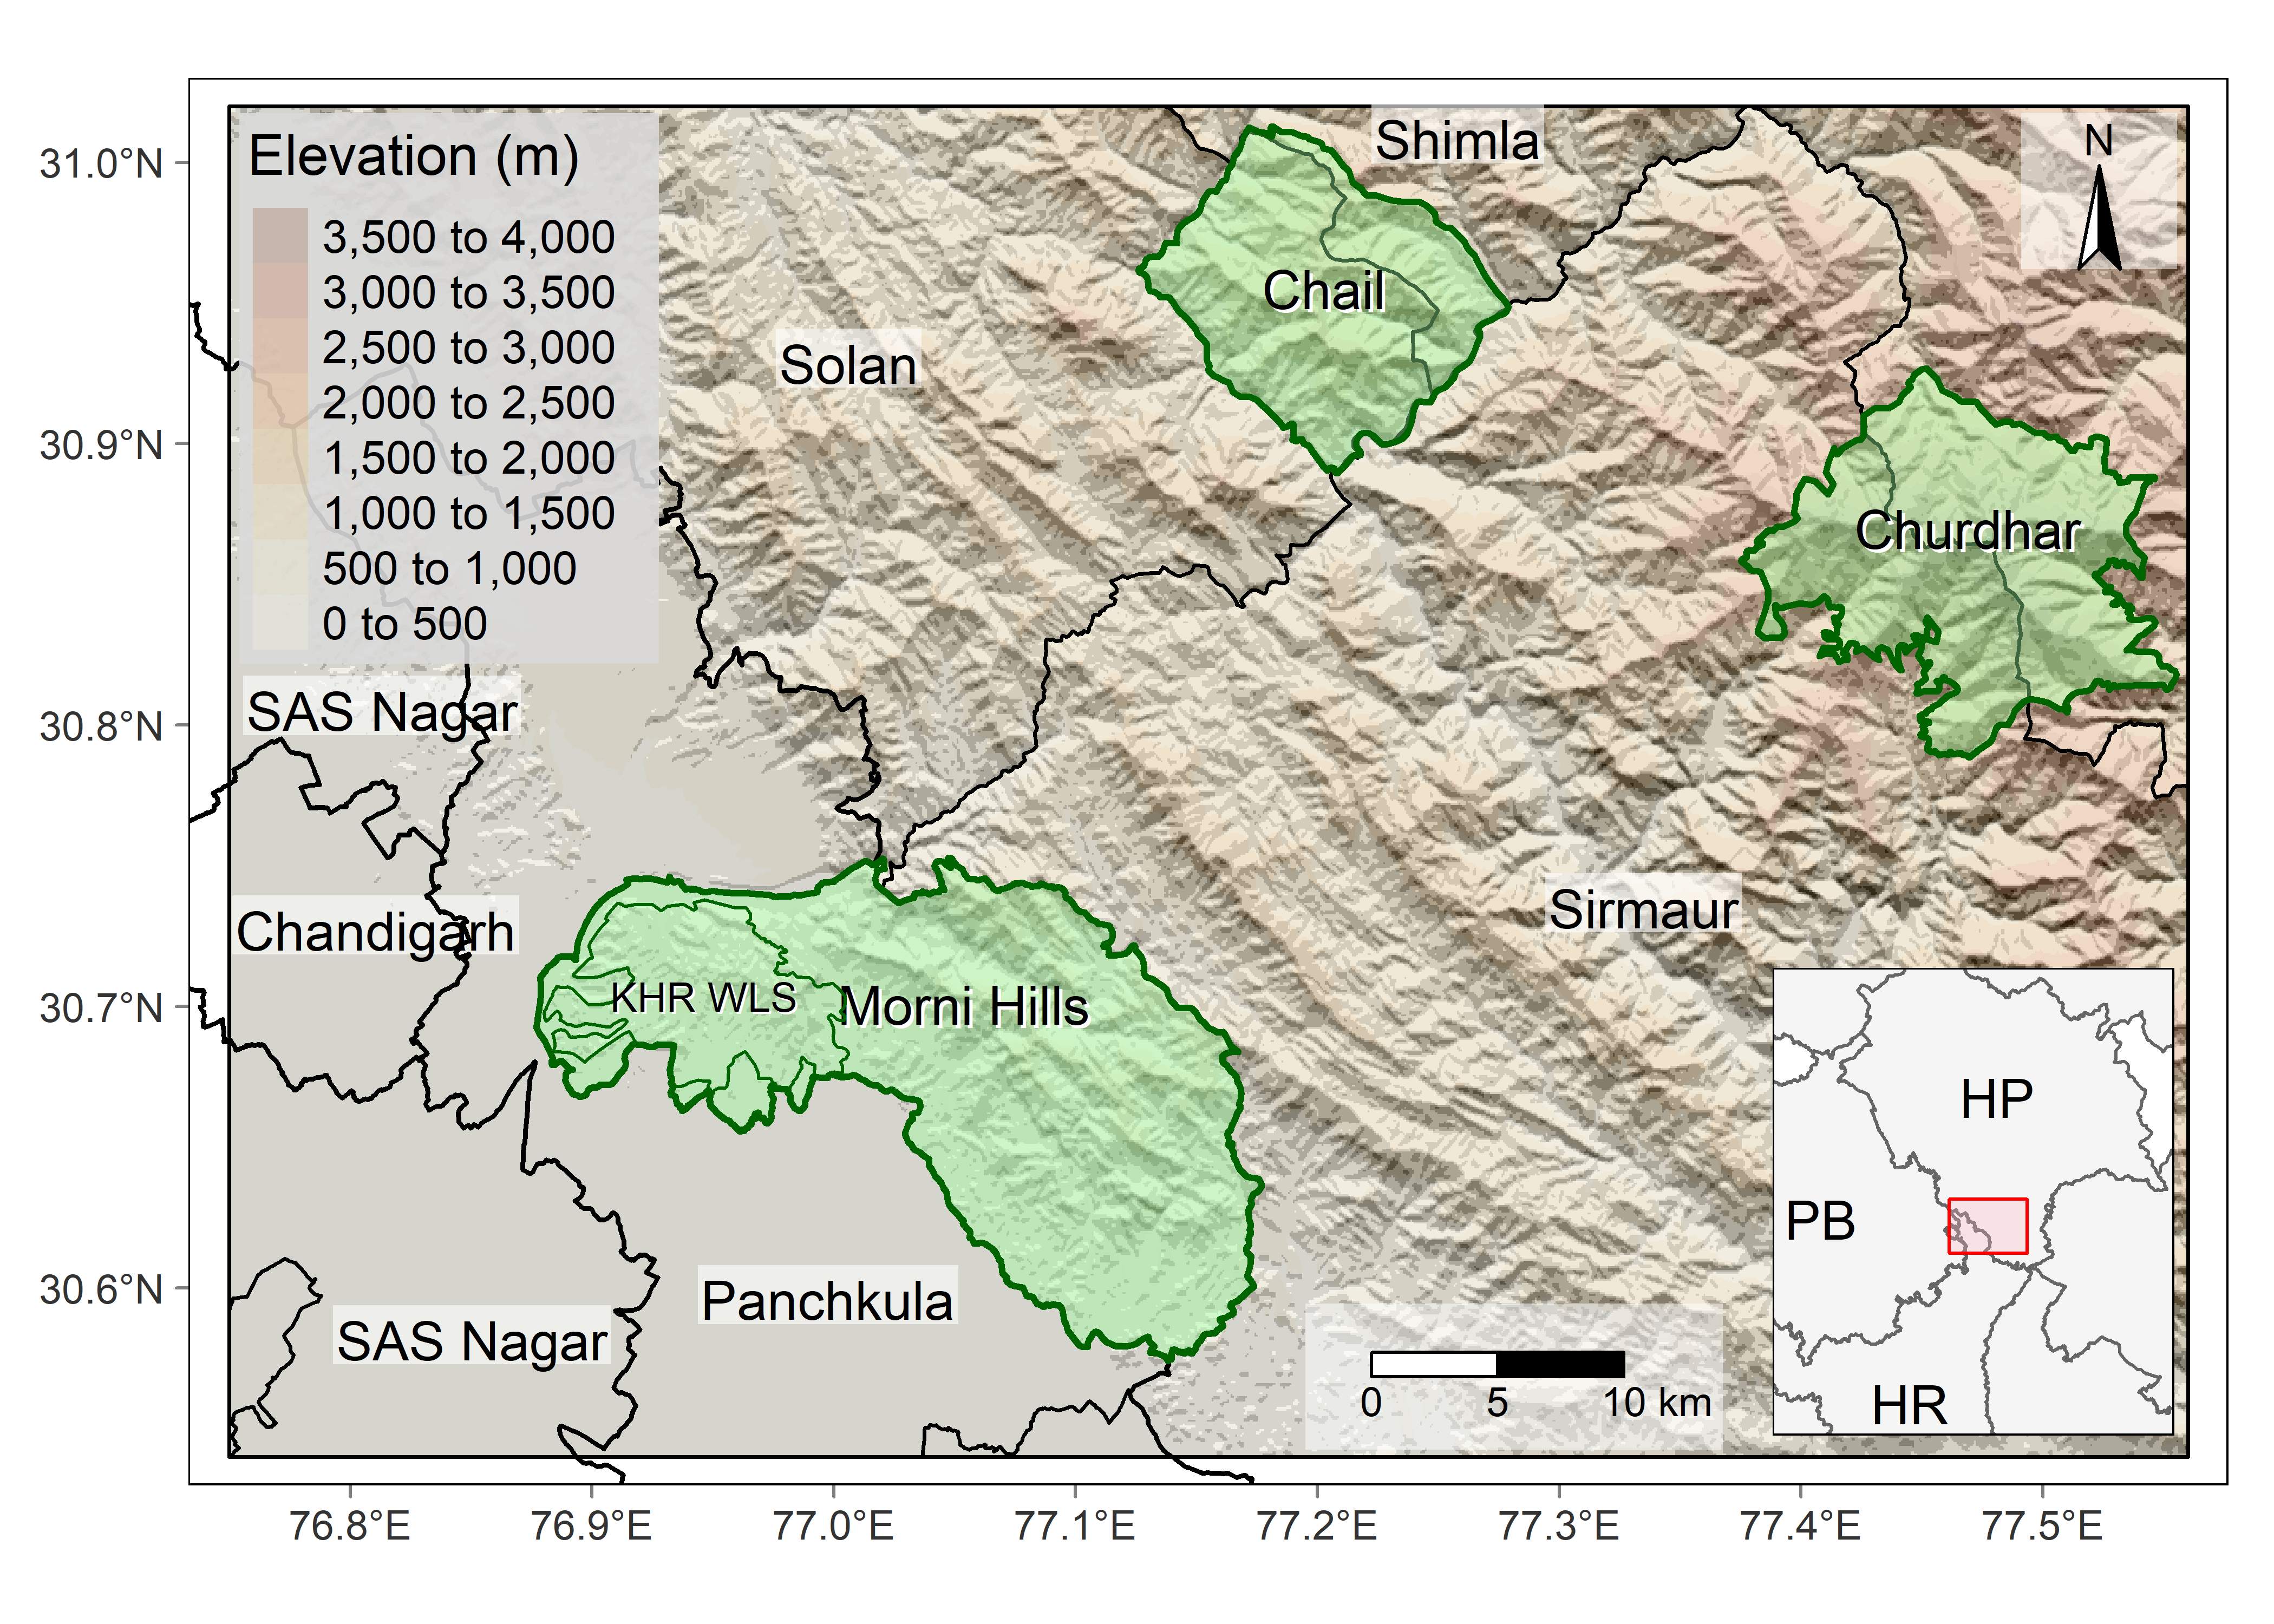 Elevation (m)
3,500 to 4,000
3,000 to 3,500
2,500 to 3,000
2,000 to 2,500
1,500 to 2,000
1,000 to 1,500
500 to 1,000
0 to 500
Shimla
N
Chail
Solan
Churdhar
SAS Nagar
Chandigarh
Sirmaur
KHR WLS
Morni Hills
Panchkula
SAS Nagar
HP
PB
HR
0 5 10 km
31.0°N
30.9°N
30.8°N
30.7°N
30.6°N
76.8°E 76.9°E 77.0°E 77.1°E 77.2°E 77.3°E 77.4°E 77.5°E